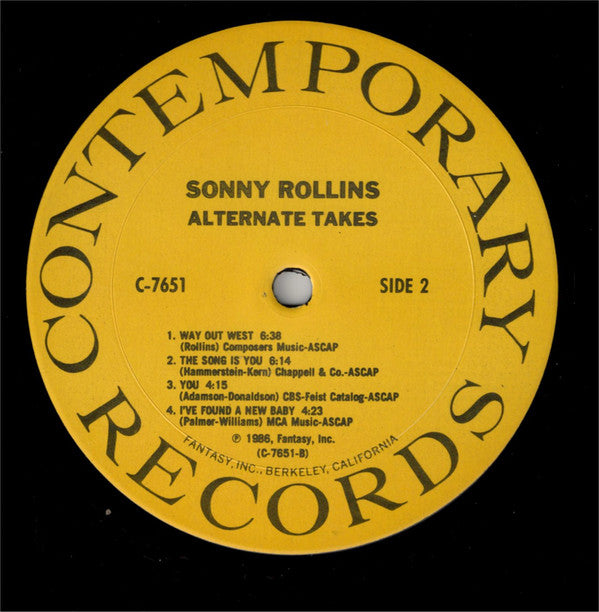 CONTEMPORARY
SONNY ROLLINS
ALTERNATE TAKES
C-7651 SIDE 2
1. WAY OUT WEST 6:38
(Rollins) Composers Music-ASCAP
2. THE SONG IS YOU 6:14
(Hammerstein-Kern) Chappell & Co.-ASCAP
3. YOU 4:15
(Adamson-Donaldson) CBS-Feist Catalog-ASCAP
4. I'VE FOUND A NEW BABY 4:23
(Palmer-Williams) MCA Music-ASCAP
℗ 1986, Fantasy, Inc.
(C-7651-B)
FANTASY, INC., BERKELEY, CALIFORNIA
RECORDS